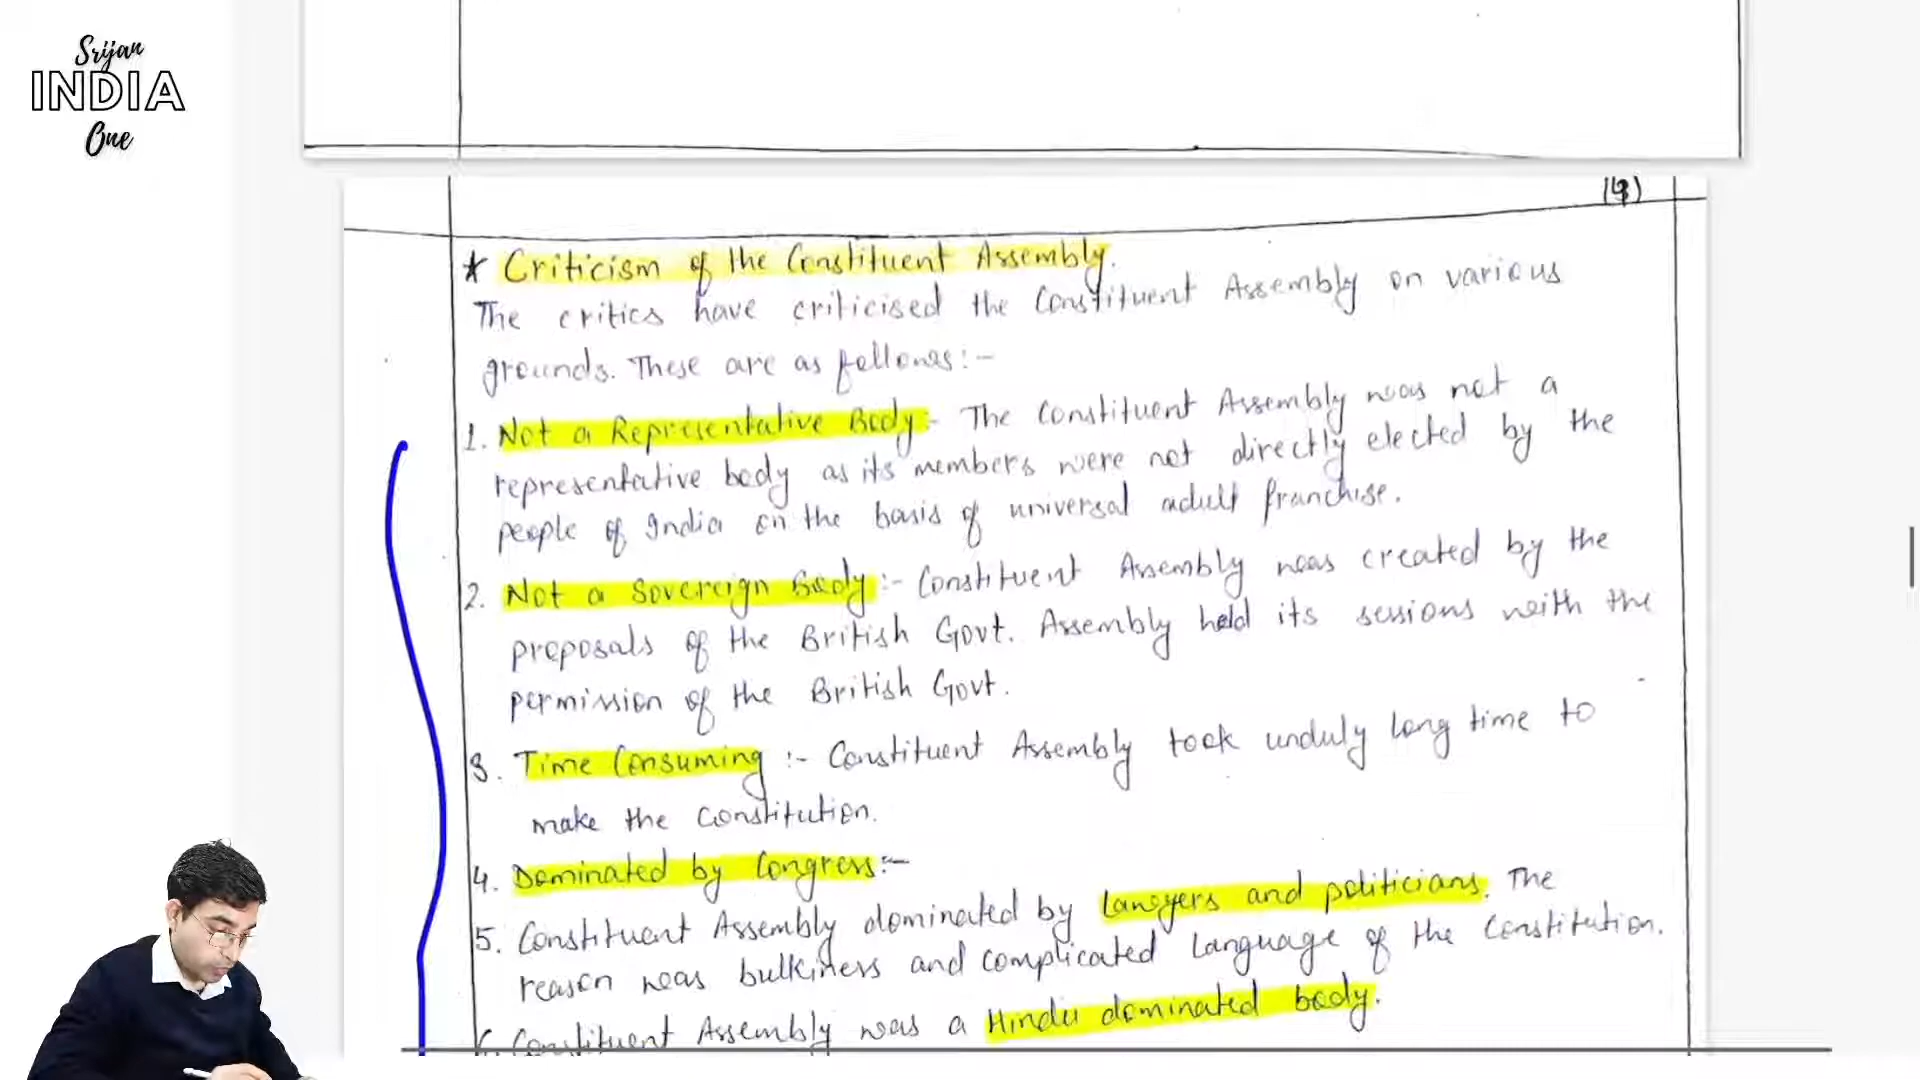 Srijan
INDIA
One
(19)
* Criticism of the Constituent Assembly.
The critics have criticised the Constituent Assembly on various
grounds. These are as follows:-
1. Not a Representative Body:- The Constituent Assembly was not a
representative body as its members were not directly elected by the
people of India on the basis of universal adult franchise.
2. Not a Sovereign Body:- Constituent Assembly was created by the
proposals of the British Govt. Assembly held its sessions with the
permission of the British Govt.
3. Time Consuming:- Constituent Assembly took unduly long time to
make the Constitution.
4. Dominated by Congress:-
5. Constituent Assembly dominated by lawyers and politicians. The
reason was bulkiness and complicated language of the Constitution.
6. Constituent Assembly was a Hindu dominated body.